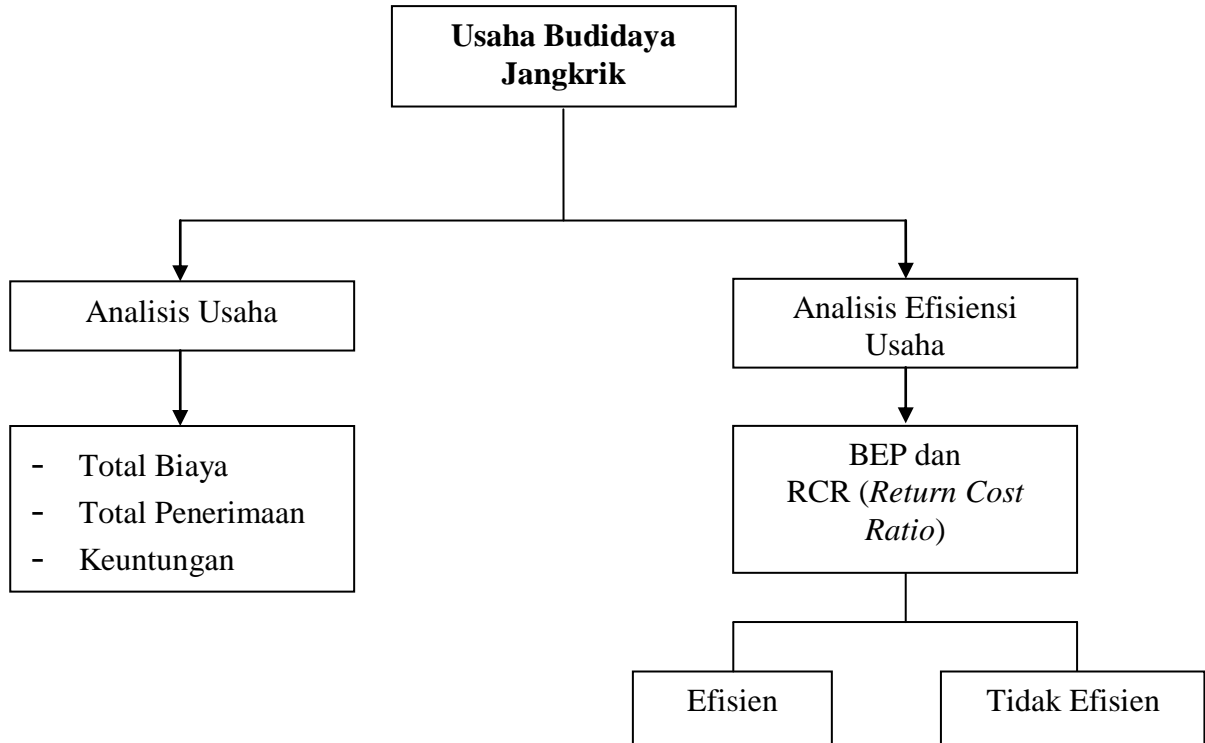 Usaha Budidaya
Jangkrik
Analisis Usaha
Analisis Efisiensi
Usaha
- Total Biaya
- Total Penerimaan
- Keuntungan
BEP dan
RCR (Return Cost
Ratio)
Efisien
Tidak Efisien